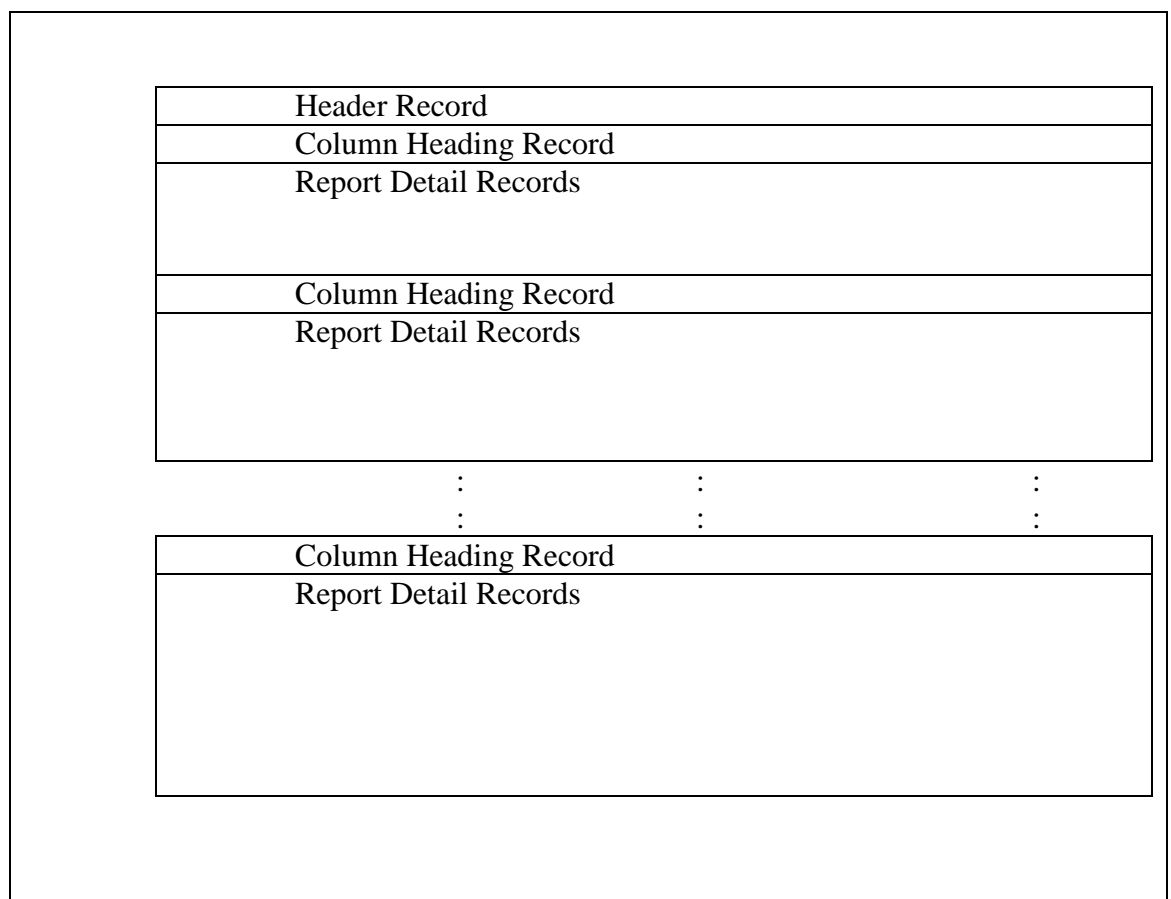 Header Record
Column Heading Record
Report Detail Records
Column Heading Record
Report Detail Records
: : :
: : :
Column Heading Record
Report Detail Records